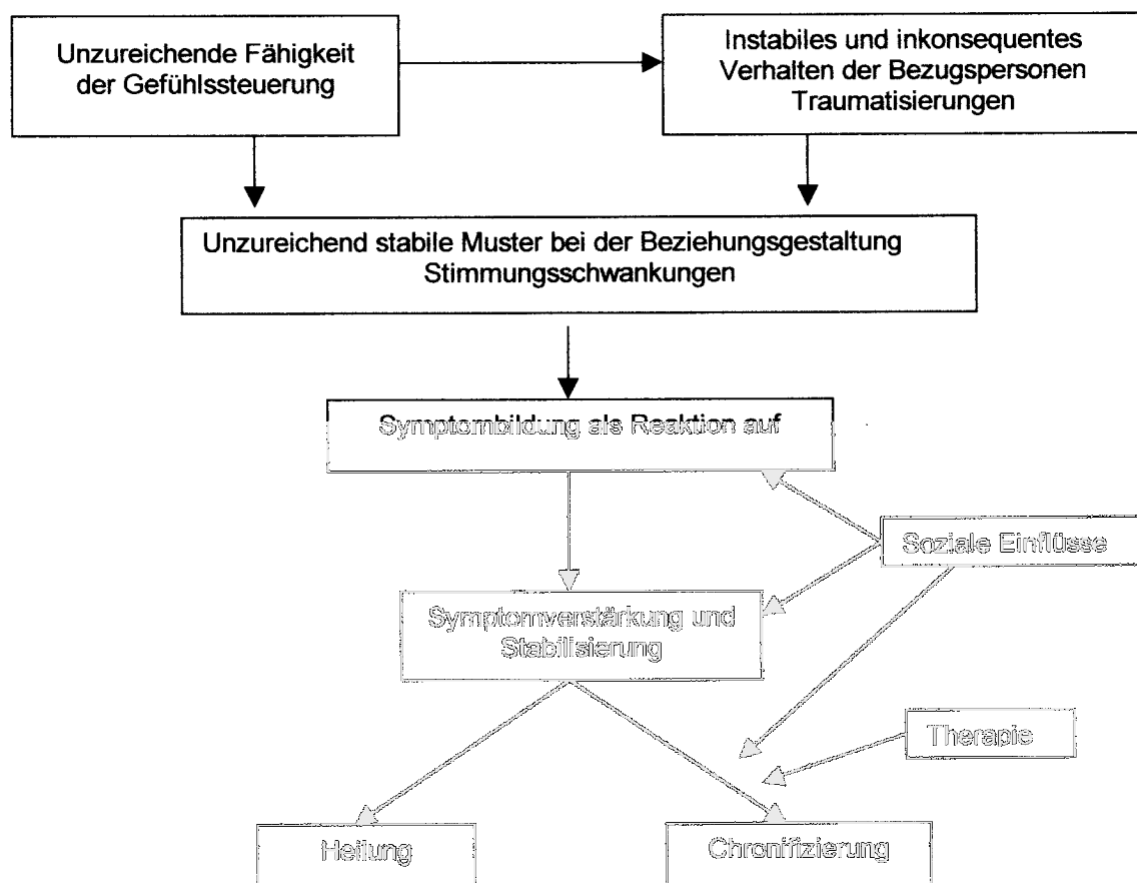 Unzureichende Fähigkeit
der Gefühlssteuerung
Instabiles und inkonsequentes
Verhalten der Bezugspersonen
Traumatisierungen
Unzureichend stabile Muster bei der Beziehungsgestaltung
Stimmungsschwankungen
Symptombildung als Reaktion auf
Soziale Einflüsse
Symptomverstärkung und
Stabilisierung
Therapie
Heilung
Chronifizierung